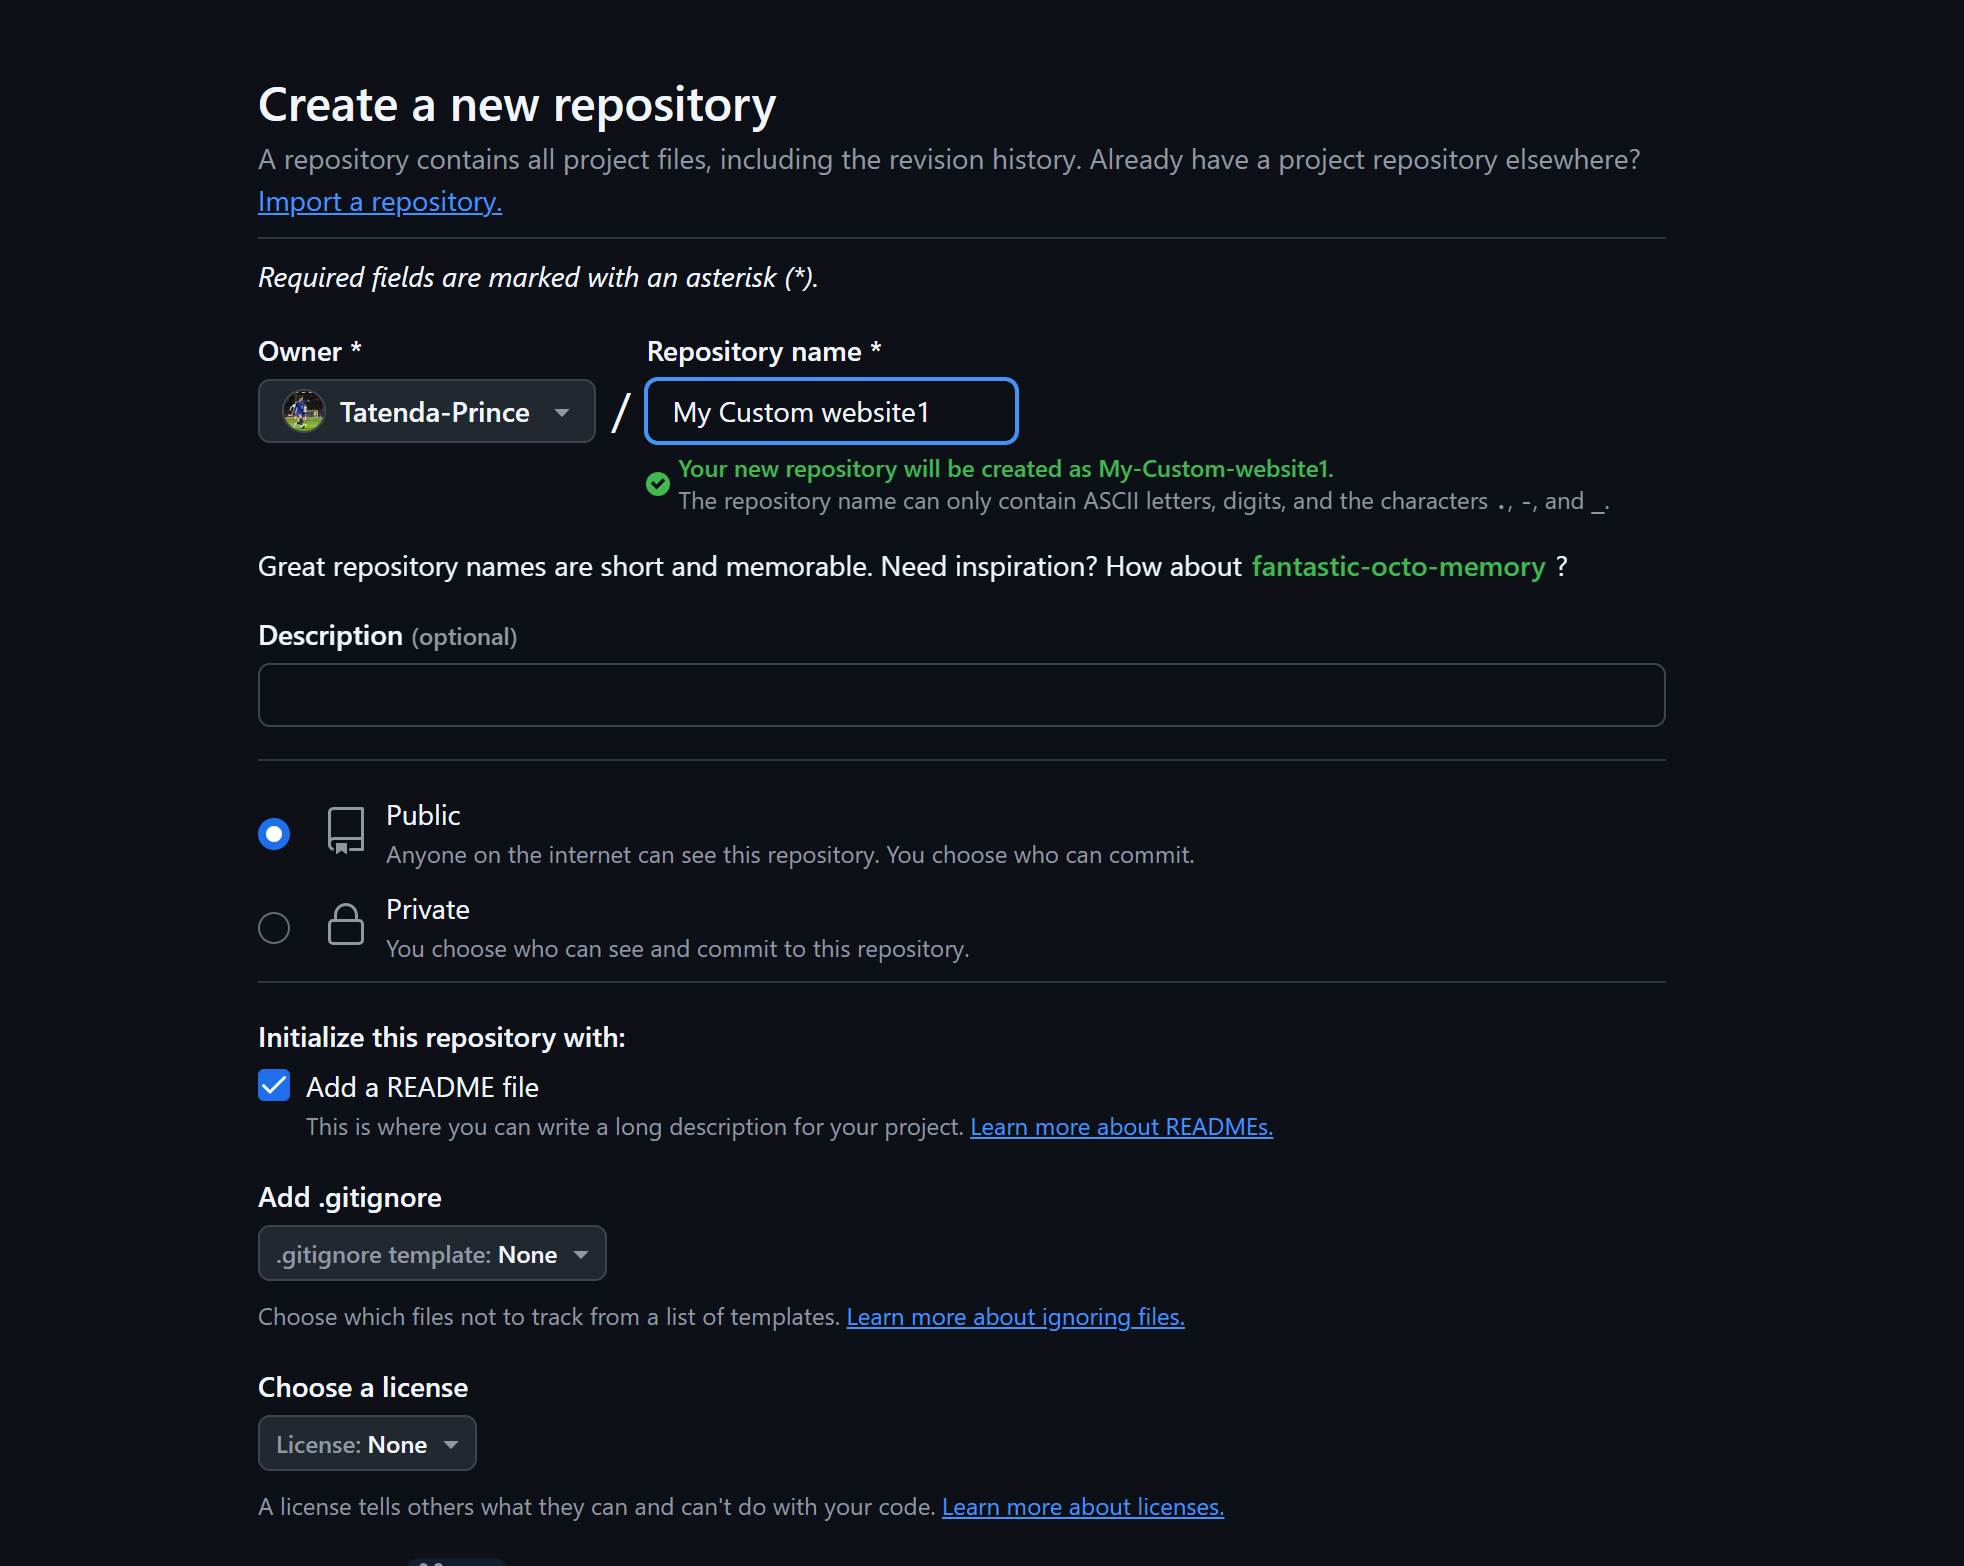 Create a new repository
A repository contains all project files, including the revision history. Already have a project repository elsewhere?
Import a repository.
Required fields are marked with an asterisk (*).
Owner *
Repository name *
Tatenda-Prince
/
My Custom website1
Your new repository will be created as My-Custom-website1.
The repository name can only contain ASCII letters, digits, and the characters ., -, and _.
Great repository names are short and memorable. Need inspiration? How about fantastic-octo-memory ?
Description (optional)
Public
Anyone on the internet can see this repository. You choose who can commit.
Private
You choose who can see and commit to this repository.
Initialize this repository with:
Add a README file
This is where you can write a long description for your project. Learn more about READMEs.
Add .gitignore
.gitignore template: None
Choose which files not to track from a list of templates. Learn more about ignoring files.
Choose a license
License: None
A license tells others what they can and can't do with your code. Learn more about licenses.